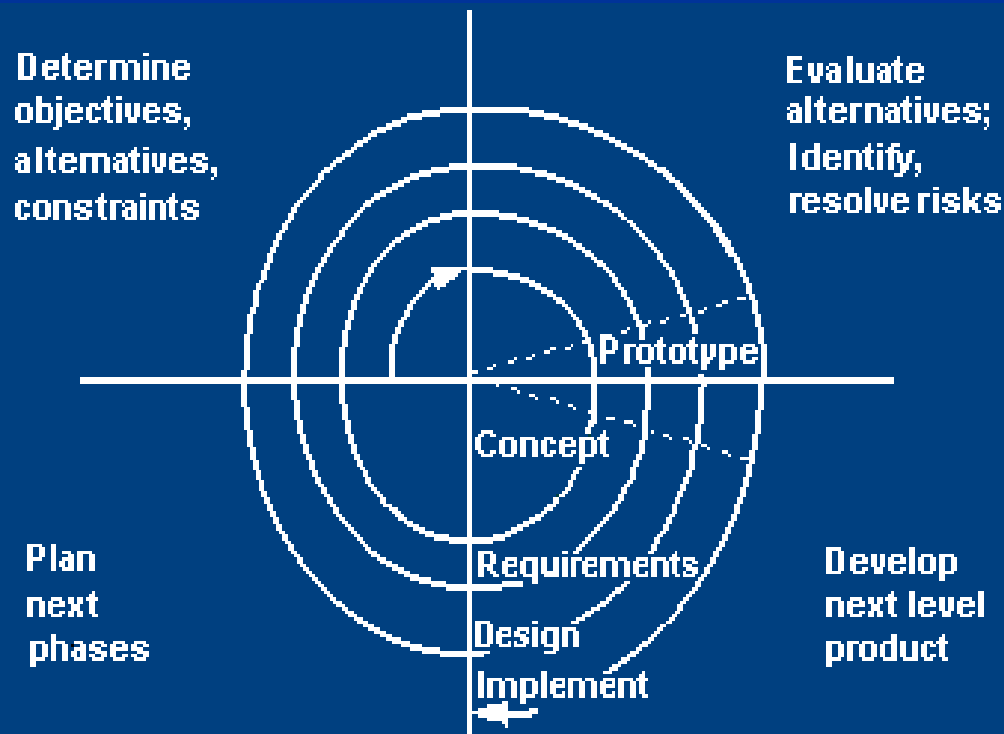 Determine
objectives,
alternatives,
constraints
Evaluate
alternatives;
Identify,
resolve risks
Prototype
Concept
Requirements
Design
Implement
Plan
next
phases
Develop
next level
product